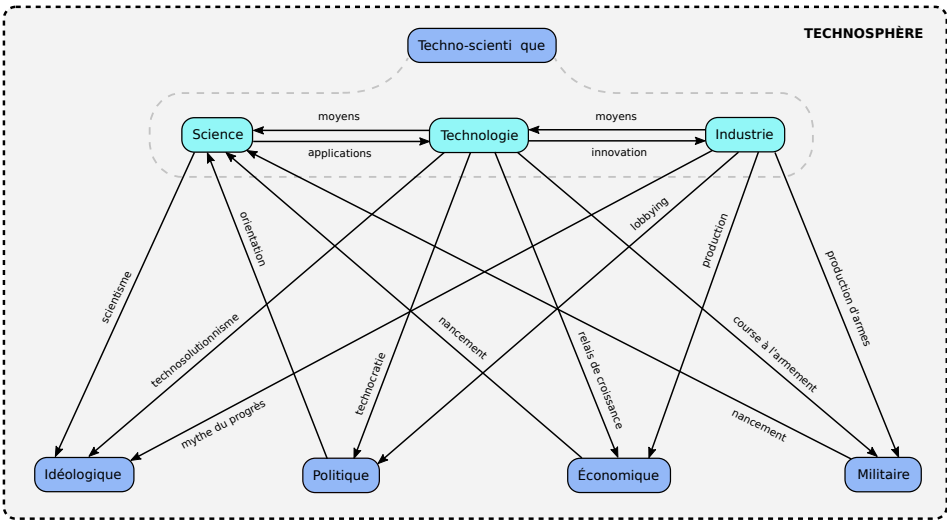 TECHNOSPHÈRE
Techno-scienti que
moyens
moyens
Science
Technologie
Industrie
applications
innovation
orientation
lobbying
production
scientisme
production d'armes
technosolutionnisme
nancement
relais de croissance
course à l'armement
technocratie
mythe du progrès
nancement
Idéologique
Politique
Économique
Militaire